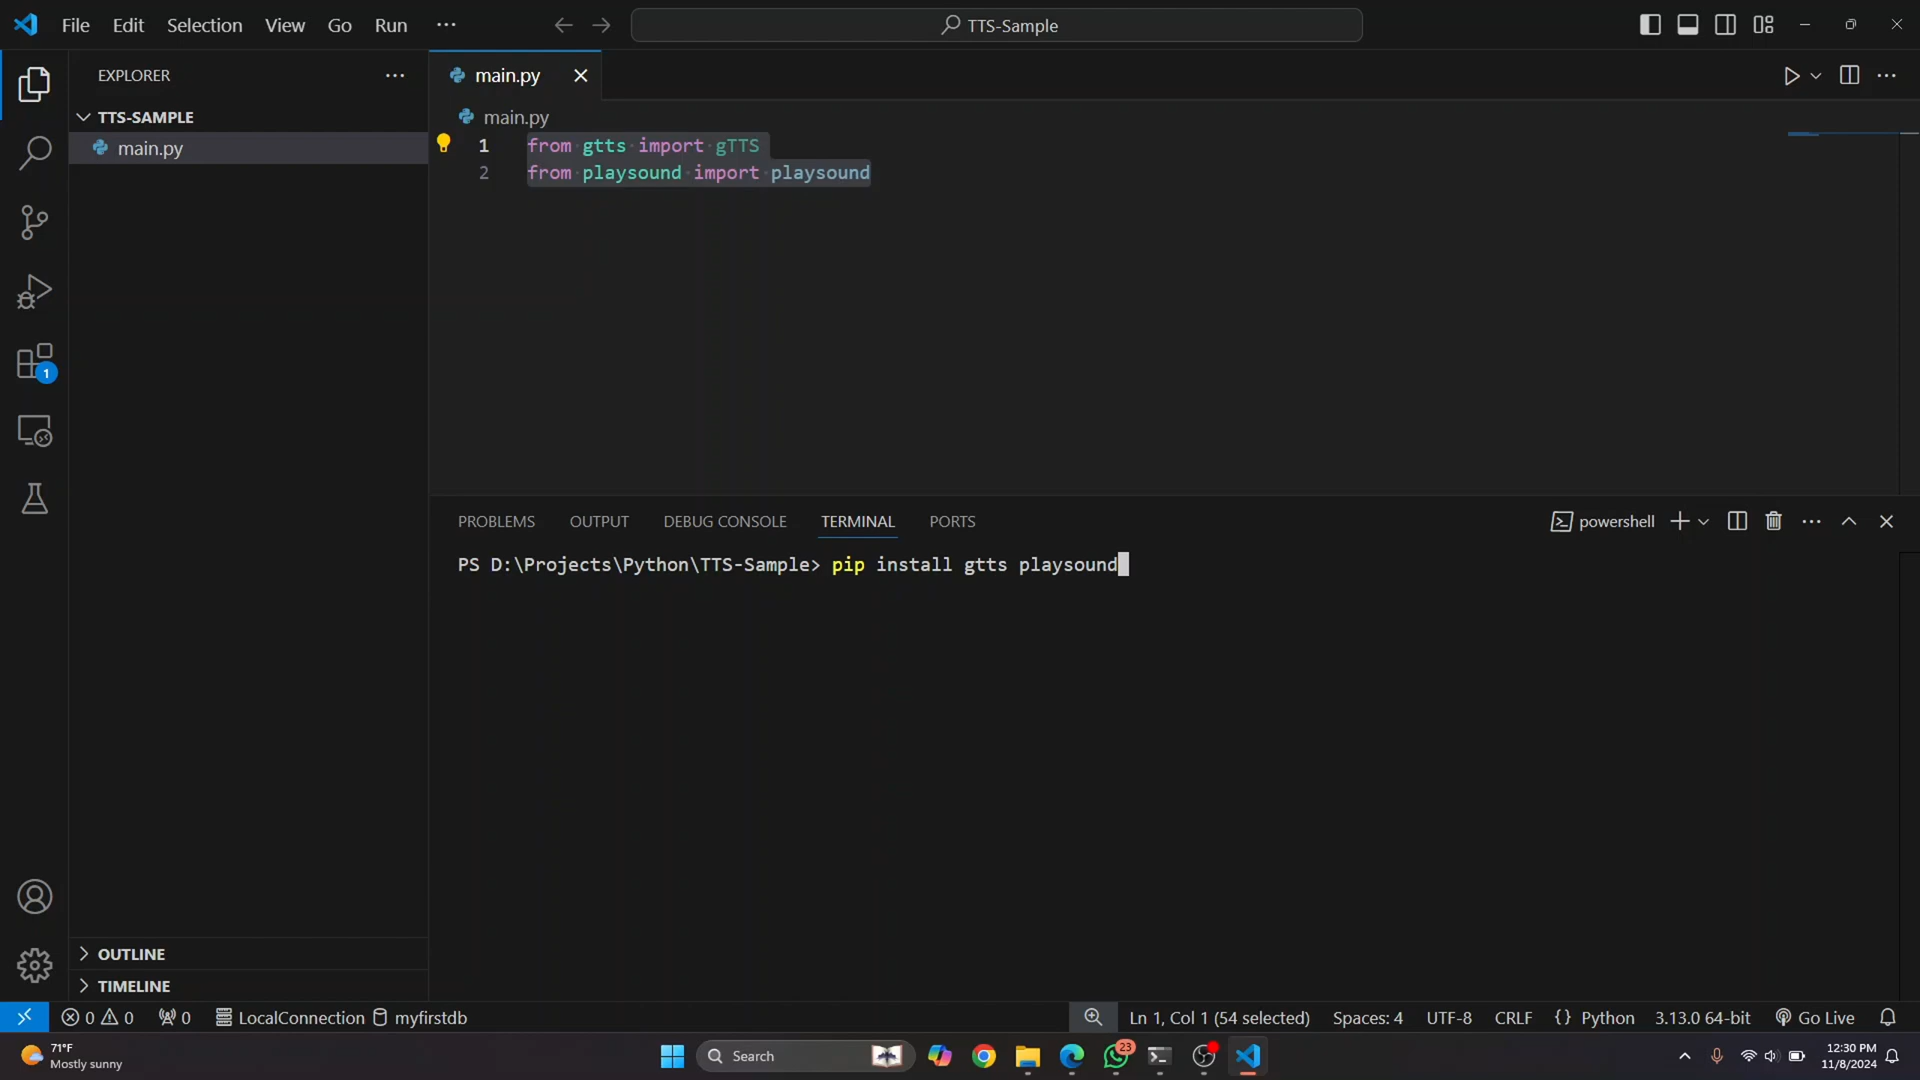 File Edit Selection View Go Run ···
TTS-Sample
EXPLORER ···
TTS-SAMPLE
main.py
main.py
main.py
1 from gtts import gTTS
2 from playsound import playsound
1
PROBLEMS OUTPUT DEBUG CONSOLE TERMINAL PORTS
powershell
PS D:\Projects\Python\TTS-Sample> pip install gtts playsound
OUTLINE
TIMELINE
0 0 0 LocalConnection myfirstdb
Ln 1, Col 1 (54 selected) Spaces: 4 UTF-8 CRLF {} Python 3.13.0 64-bit Go Live
71°F
Mostly sunny
Search
23
12:30 PM
11/8/2024